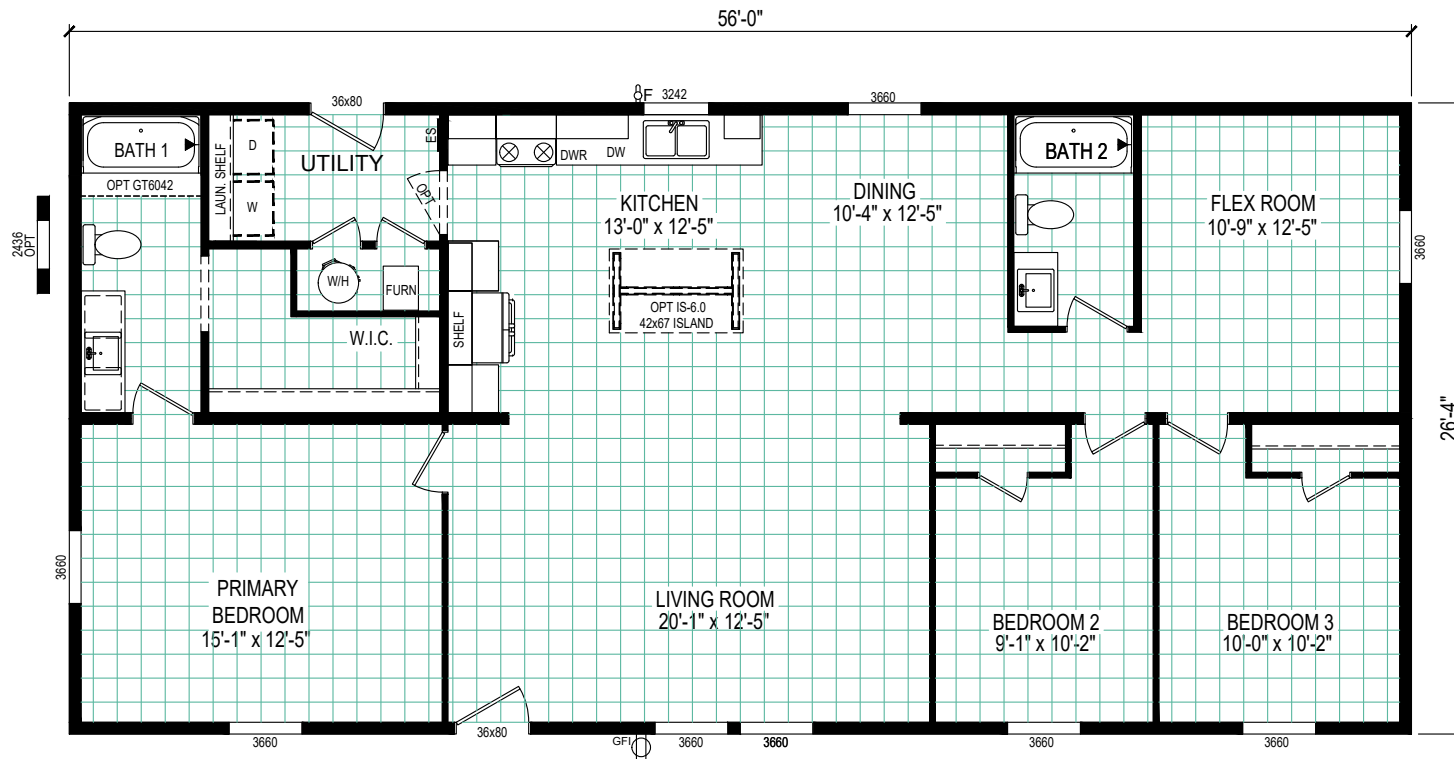 56'-0"
36x80
F
3242
3660
BATH 1
LAUN. SHELF
D
ES
UTILITY
DWR
DW
BATH 2
OPT GT6042
W
OPT
KITCHEN
13'-0" x 12'-5"
DINING
10'-4" x 12'-5"
FLEX ROOM
10'-9" x 12'-5"
2436
OPT
3660
W/H
FURN
OPT IS-6.0
42x67 ISLAND
SHELF
W.I.C.
26'-4"
3660
PRIMARY
BEDROOM
15'-1" x 12'-5"
LIVING ROOM
20'-1" x 12'-5"
BEDROOM 2
9'-1" x 10'-2"
BEDROOM 3
10'-0" x 10'-2"
3660
36x80
GFI
3660
3660
3660
3660